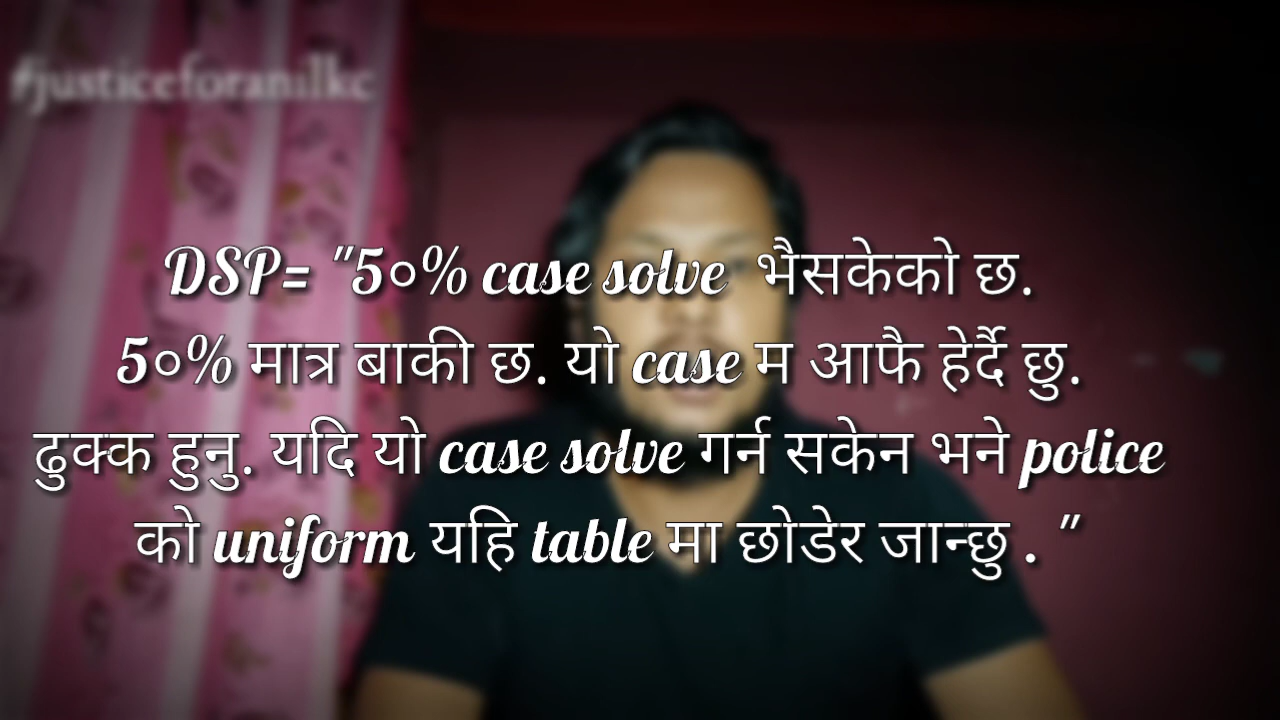 #justiceforanilkc
DSP= "5०% case solve भैसकेको छ.
5०% मात्र बाकी छ. यो case म आफै हेर्दै छु.
ढुक्क हुनु. यदि यो case solve गर्न सकेन भने police
को uniform यहि table मा छोडेर जान्छु . "